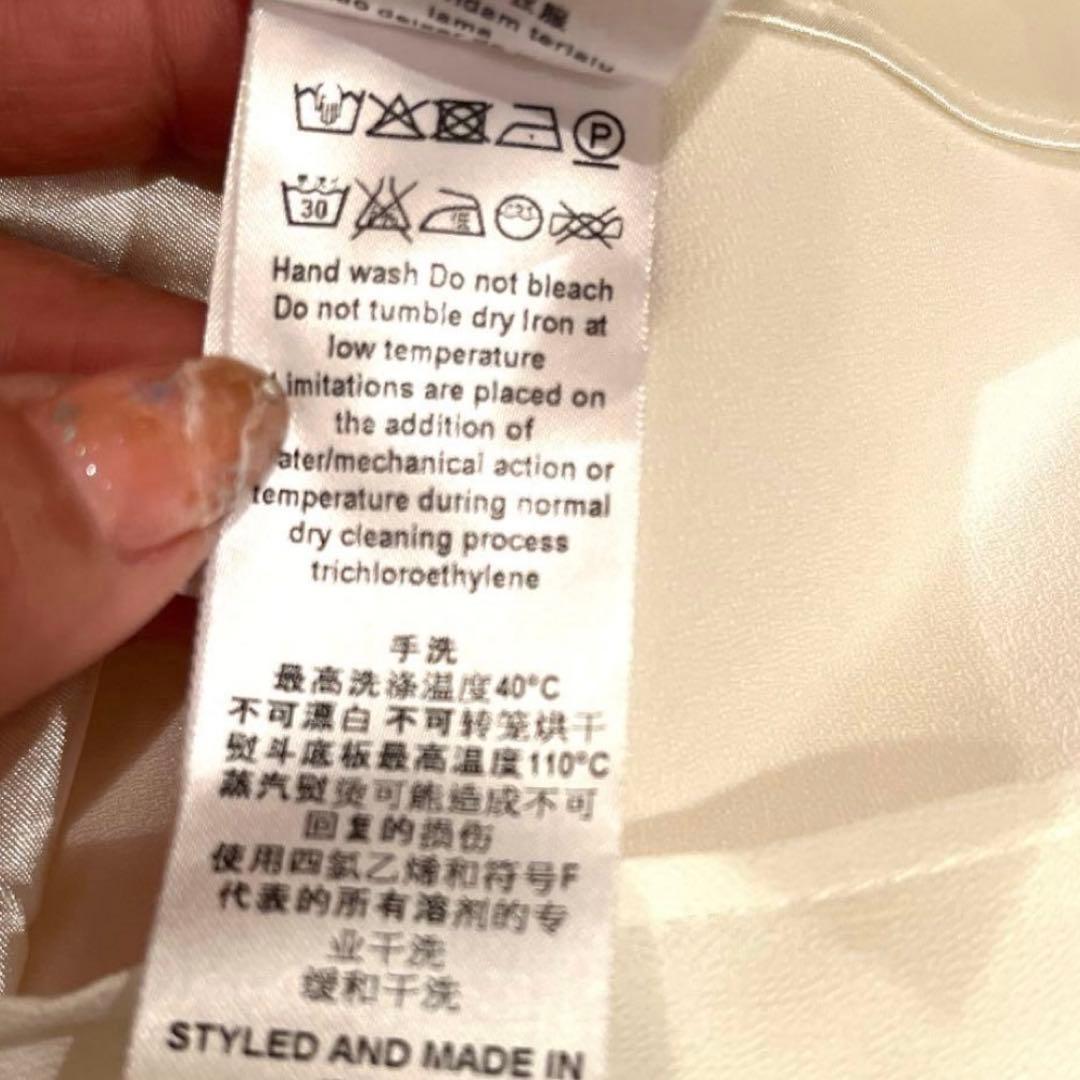 lama
Hand wash Do not bleach
Do not tumble dry Iron at
low temperature
Limitations are placed on
the addition of
ater/mechanical action or
temperature during normal
dry cleaning process
trichloroethylene
手洗
最高洗涤温度40°C
不可漂白 不可转笼烘干
熨斗底板最高温度110°C
蒸汽熨烫可能造成不可
回复的损伤
使用四氯乙烯和符号F
代表的所有溶剂的专
业干洗
缓和干洗
STYLED AND MADE IN
P
30
低